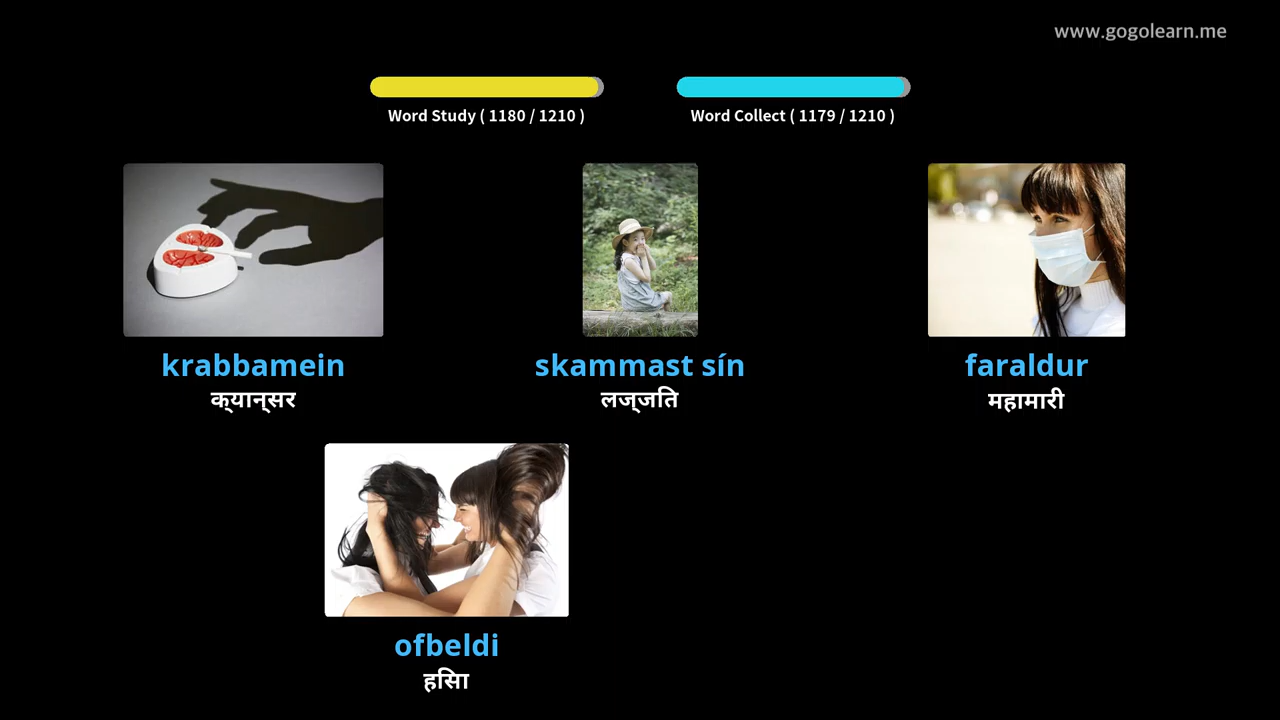 www.gogolearn.me
Word Study ( 1180 / 1210 )
Word Collect ( 1179 / 1210 )
krabbamein
क्यान्सर
skammast sín
लज्जित
faraldur
महामारी
ofbeldi
हिसा